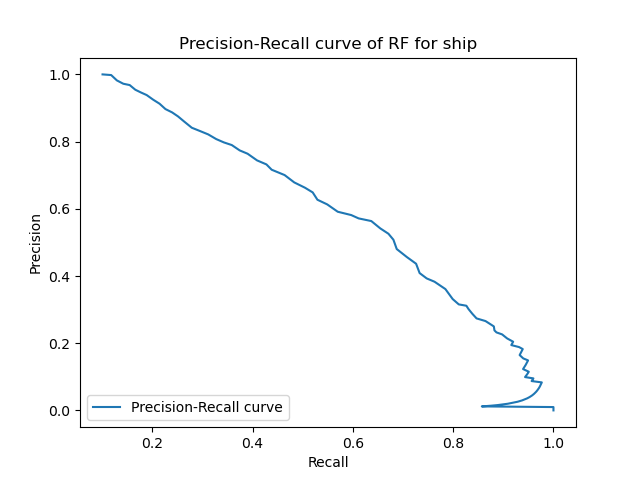 Precision-Recall curve of RF for ship
1.0
0.8
0.6
0.4
0.2
0.0
Precision
Precision-Recall curve
0.2 0.4 0.6 0.8 1.0
Recall